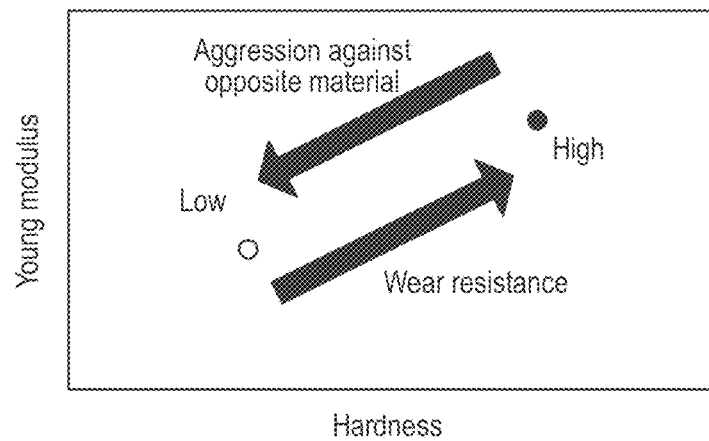 Aggression against
opposite material
High
Low
Wear resistance
Young modulus
Hardness